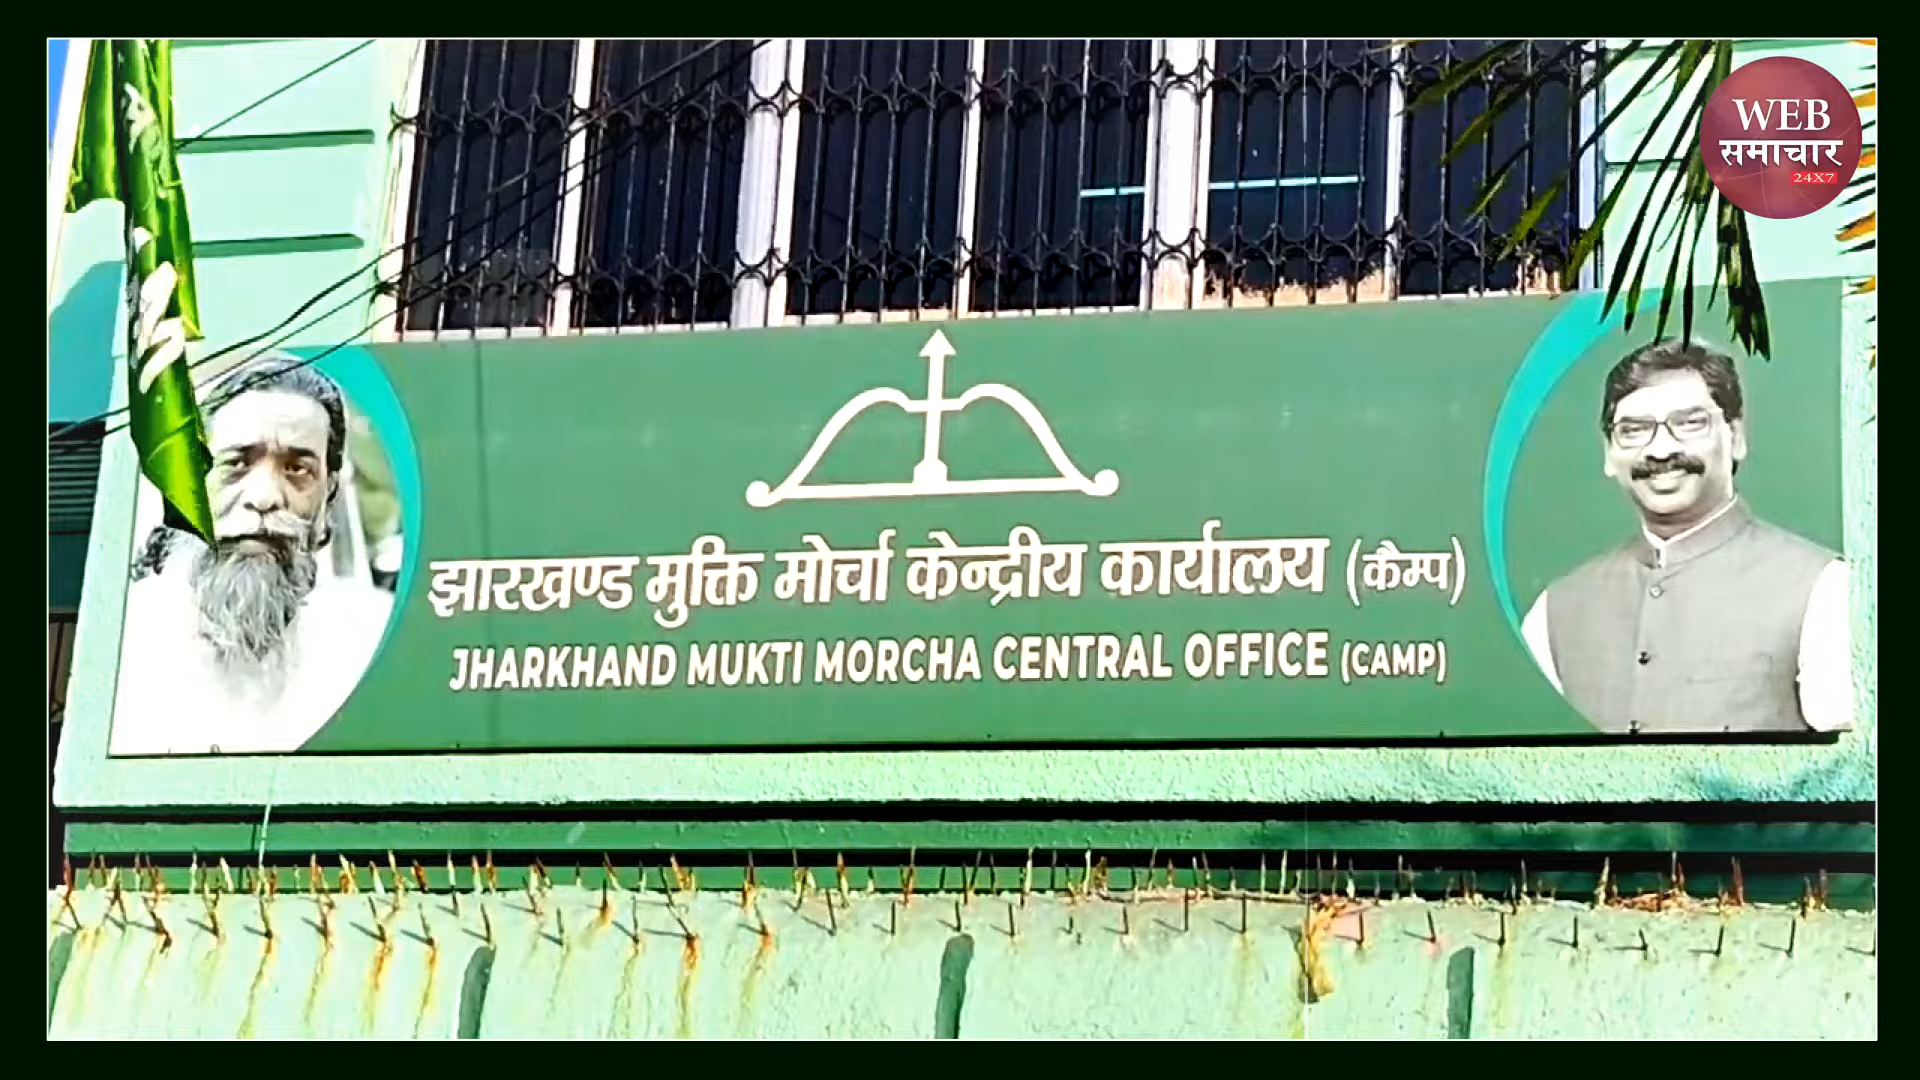 WEB
समाचार
24X7
झारखण्ड मुक्ति मोर्चा केन्द्रीय कार्यालय (कैम्प)
JHARKHAND MUKTI MORCHA CENTRAL OFFICE (CAMP)